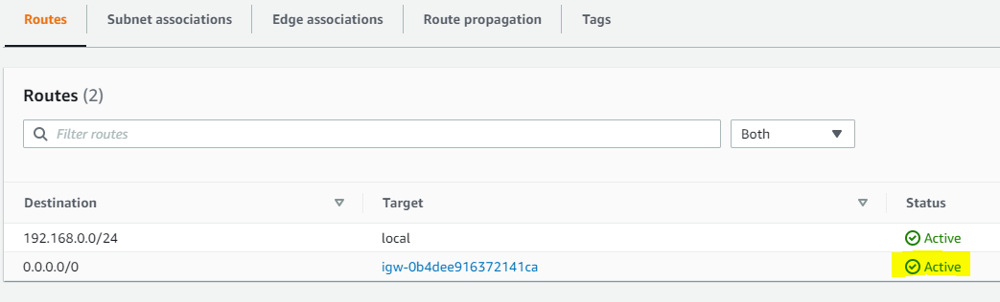 Routes Subnet associations Edge associations Route propagation Tags
Routes (2)
Filter routes Both
Destination Target Status
192.168.0.0/24 local Active
0.0.0.0/0 igw-0b4dee916372141ca Active